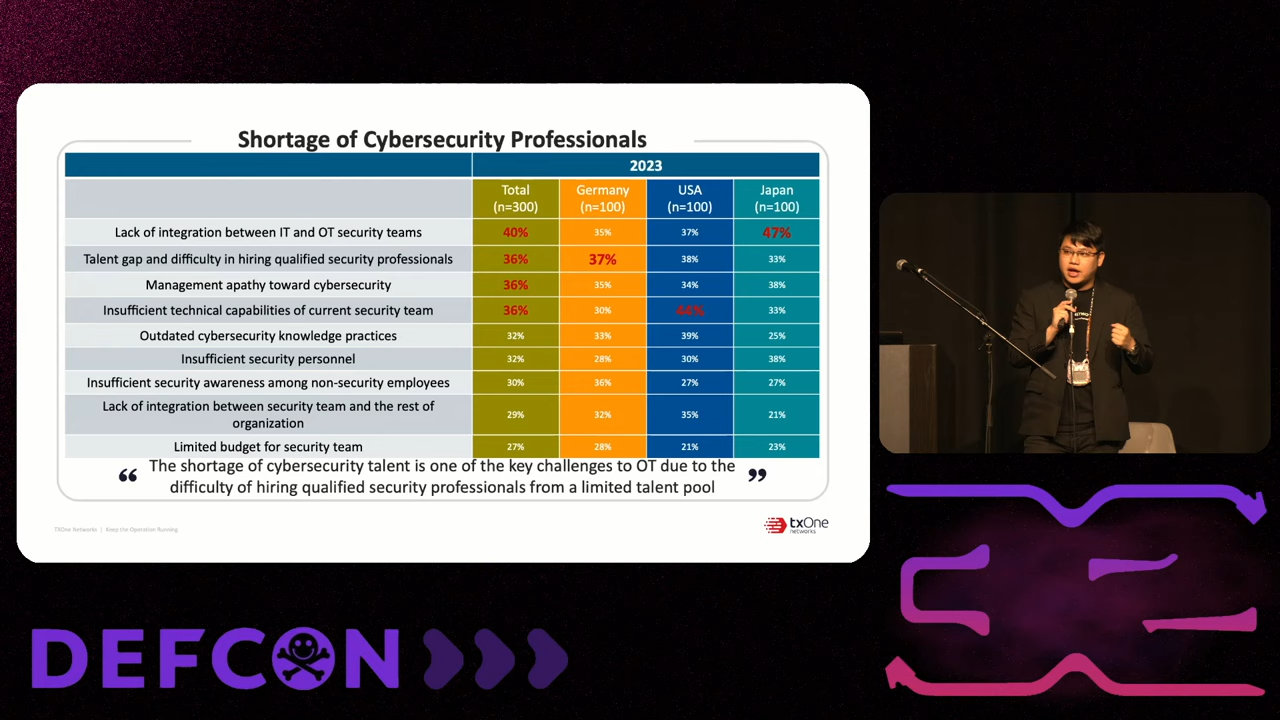 Shortage of Cybersecurity Professionals
2023
Total Germany USA Japan
(n=300) (n=100) (n=100) (n=100)
Lack of integration between IT and OT security teams 40% 35% 37% 47%
Talent gap and difficulty in hiring qualified security professionals 36% 37% 38% 33%
Management apathy toward cybersecurity 36% 35% 34% 38%
Insufficient technical capabilities of current security team 36% 30% 44% 33%
Outdated cybersecurity knowledge practices 32% 33% 39% 25%
Insufficient security personnel 32% 28% 30% 38%
Insufficient security awareness among non-security employees 30% 36% 27% 27%
Lack of integration between security team and the rest of
organization 29% 32% 35% 21%
Limited budget for security team 27% 28% 21% 23%
“ The shortage of cybersecurity talent is one of the key challenges to OT due to the
difficulty of hiring qualified security professionals from a limited talent pool ”
TXOne Networks | Keep the Operation Running
txOne
networks
DEFCON